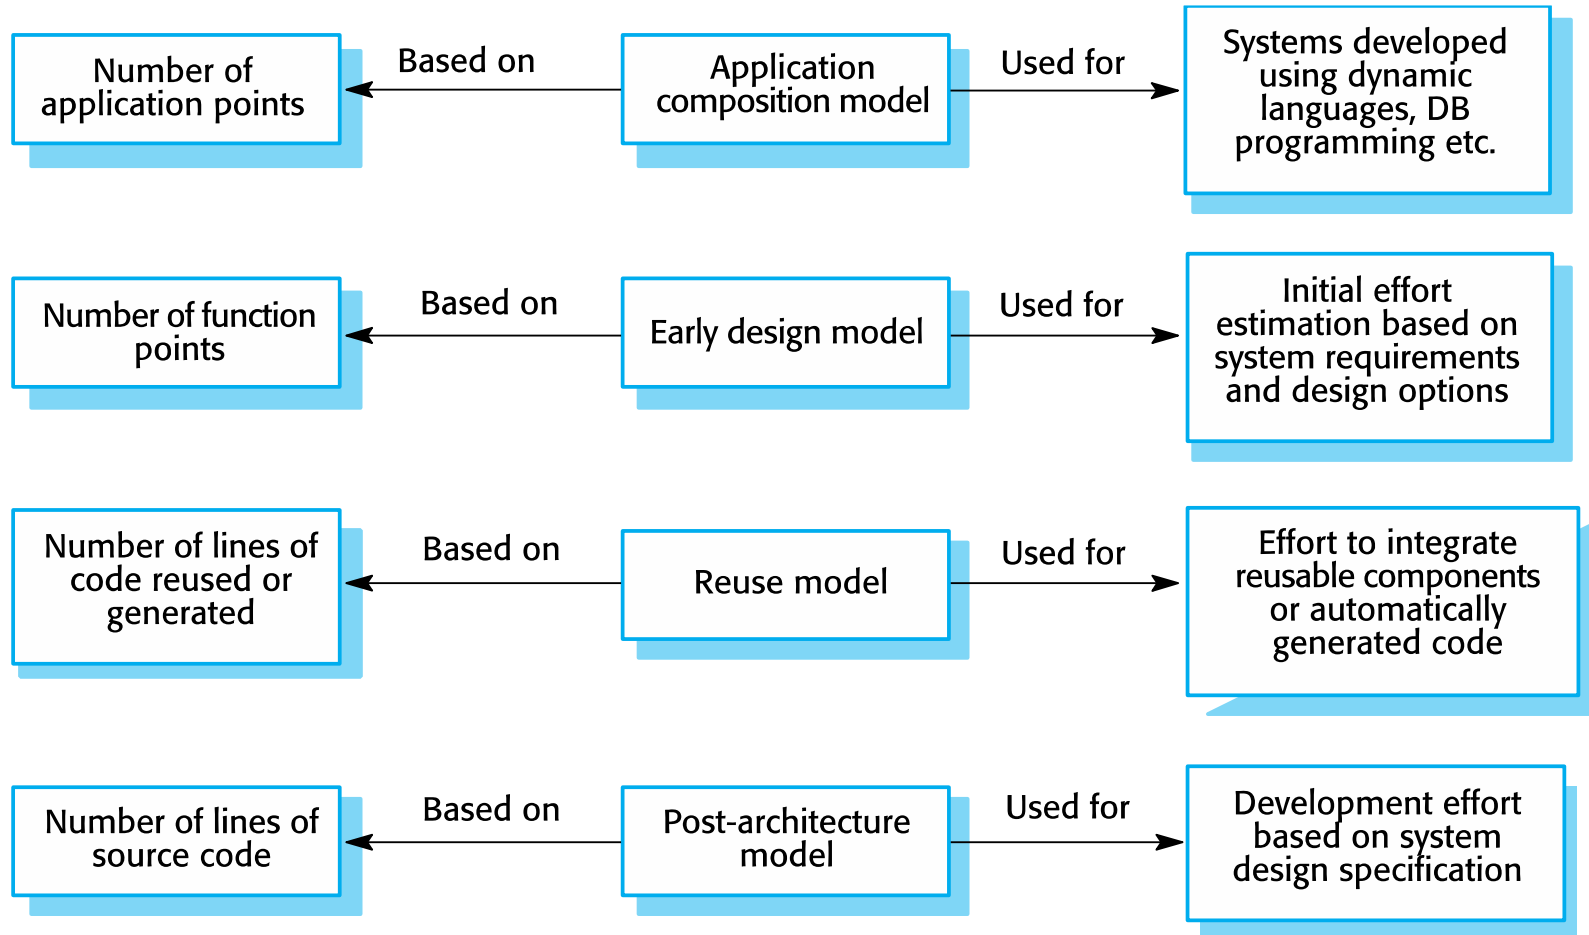 Number of
application points
Based on
Application
composition model
Used for
Systems developed
using dynamic
languages, DB
programming etc.
Number of function
points
Based on
Early design model
Used for
Initial effort
estimation based on
system requirements
and design options
Number of lines of
code reused or
generated
Based on
Reuse model
Used for
Effort to integrate
reusable components
or automatically
generated code
Number of lines of
source code
Based on
Post-architecture
model
Used for
Development effort
based on system
design specification